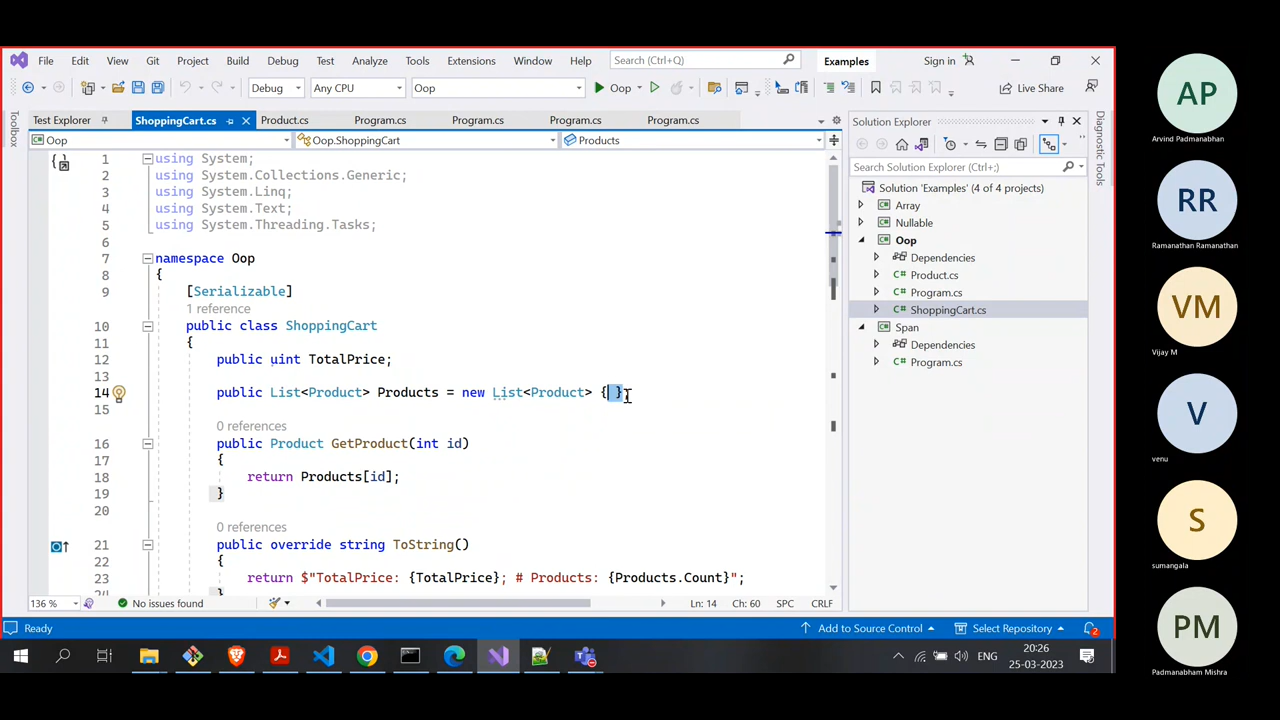 File Edit View Git Project Build Debug Test Analyze Tools Extensions Window Help Search (Ctrl+Q) Examples Sign in
Debug Any CPU Oop Oop Live Share
Toolbox
Test Explorer ShoppingCart.cs Product.cs Program.cs Program.cs Program.cs
Oop Oop.ShoppingCart Products
1 using System;
2 using System.Collections.Generic;
3 using System.Linq;
4 using System.Text;
5 using System.Threading.Tasks;
6
7 namespace Oop
8 {
9 [Serializable]
1 reference
10 public class ShoppingCart
11 {
12 public uint TotalPrice;
13
14 public List<Product> Products = new List<Product> { }
15
0 references
16 public Product GetProduct(int id)
17 {
18 return Products[id];
19 }
20
0 references
21 public override string ToString()
22 {
23 return $"TotalPrice: {TotalPrice}; # Products: {Products.Count}";
24 }
136 % No issues found Ln: 14 Ch: 60 SPC CRLF
Solution Explorer
Search Solution Explorer (Ctrl+;)
Solution 'Examples' (4 of 4 projects)
Array
Nullable
Oop
Dependencies
C# Product.cs
C# Program.cs
C# ShoppingCart.cs
Span
Dependencies
C# Program.cs
Diagnostic Tools
Ready Add to Source Control Select Repository 2
ENG
20:26
25-03-2023
AP
Arvind Padmanabhan
RR
Ramanathan Ramanathan
VM
Vijay M
V
venu
S
sumangala
PM
Padmanabham Mishra